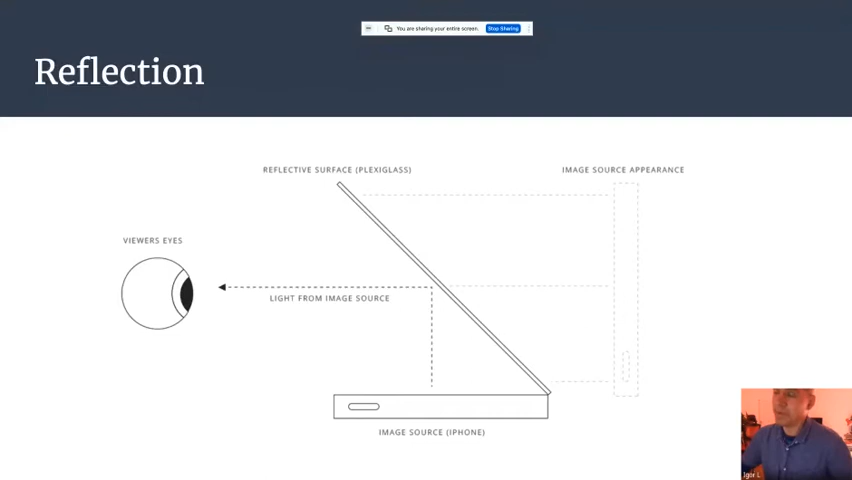 You are sharing your entire screen.
Stop Sharing
Reflection
REFLECTIVE SURFACE (PLEXIGLASS)
IMAGE SOURCE APPEARANCE
VIEWERS EYES
LIGHT FROM IMAGE SOURCE
IMAGE SOURCE (IPHONE)
Igor L